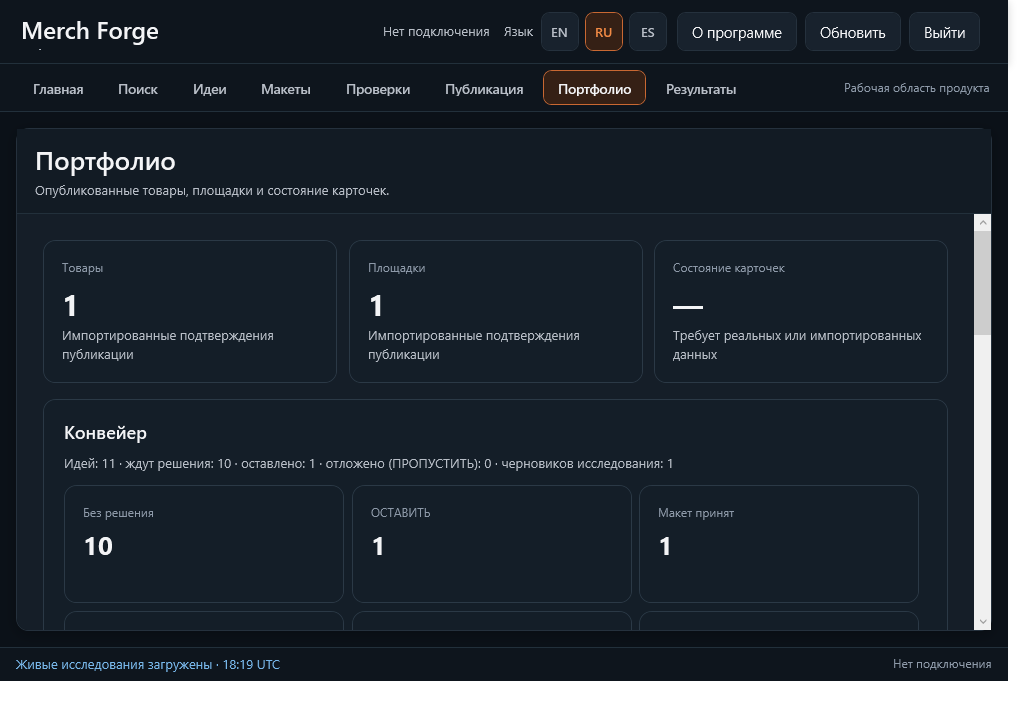 Merch Forge
Нет подключения Язык EN RU ES О программе Обновить Выйти
Главная Поиск Идеи Макеты Проверки Публикация Портфолио Результаты Рабочая область продукта
Портфолио
Опубликованные товары, площадки и состояние карточек.
Товары
1
Импортированные подтверждения
публикации
Площадки
1
Импортированные подтверждения
публикации
Состояние карточек
—
Требует реальных или импортированных
данных
Конвейер
Идей: 11 · ждут решения: 10 · оставлено: 1 · отложено (ПРОПУСТИТЬ): 0 · черновиков исследования: 1
Без решения
10
ОСТАВИТЬ
1
Макет принят
1
Живые исследования загружены · 18:19 UTC
Нет подключения